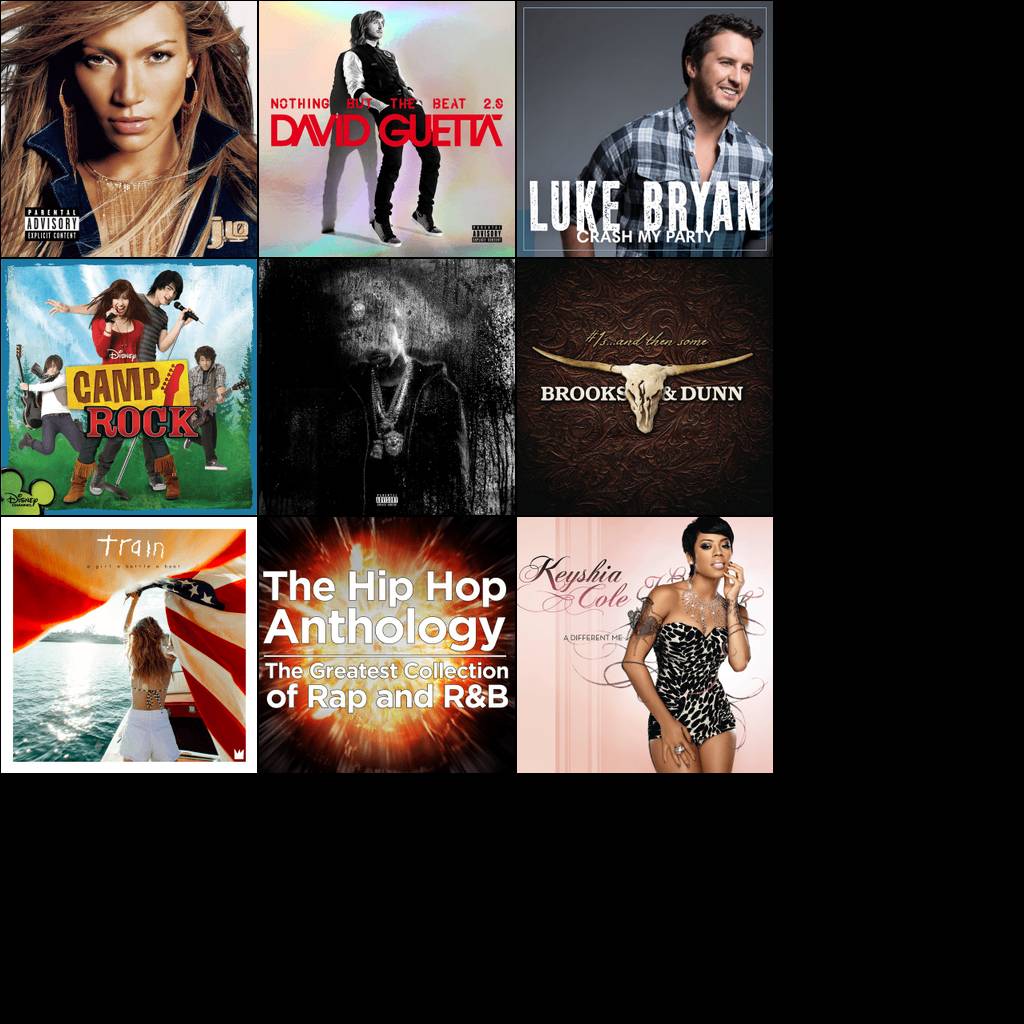 PARENTAL
ADVISORY
EXPLICIT CONTENT
NOTHING BUT THE BEAT 2.0
DAVID GUETTA
PARENTAL
ADVISORY
EXPLICIT CONTENT
LUKE BRYAN
CRASH MY PARTY
Disney
CAMP
ROCK
Disney
CHANNEL
PARENTAL
ADVISORY
EXPLICIT CONTENT
#1s...and then some
BROOKS & DUNN
train
a girl a bottle a boat
The Hip Hop
Anthology
The Greatest Collection
of Rap and R&B
Keyshia
Cole
A DIFFERENT ME